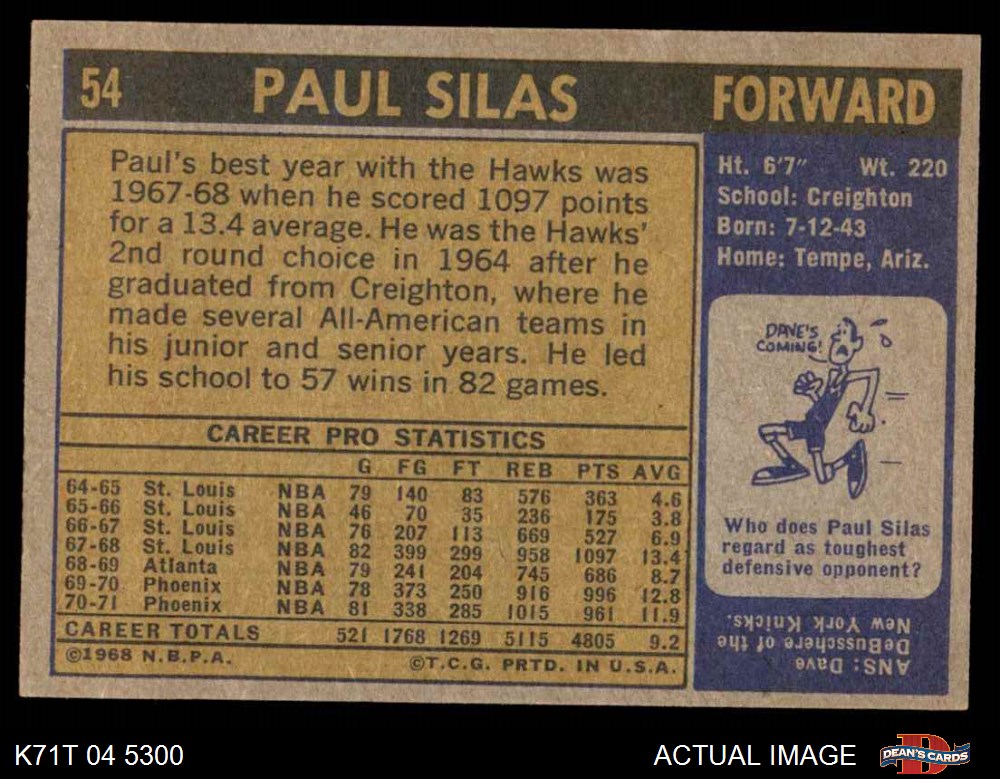 54 PAUL SILAS FORWARD
Paul's best year with the Hawks was
1967-68 when he scored 1097 points
for a 13.4 average. He was the Hawks'
2nd round choice in 1964 after he
graduated from Creighton, where he
made several All-American teams in
his junior and senior years. He led
his school to 57 wins in 82 games.
Ht. 6'7" Wt. 220
School: Creighton
Born: 7-12-43
Home: Tempe, Ariz.
DAVE'S
COMING!
Who does Paul Silas
regard as toughest
defensive opponent?
ANS: Dave
DeBusschere of the
New York Knicks.
CAREER PRO STATISTICS
G FG FT REB PTS AVG
64-65 St. Louis NBA 79 140 83 576 363 4.6
65-66 St. Louis NBA 46 70 35 236 175 3.8
66-67 St. Louis NBA 76 207 113 669 527 6.9
67-68 St. Louis NBA 82 399 299 958 1097 13.4
68-69 Atlanta NBA 79 241 204 745 686 8.7
69-70 Phoenix NBA 78 373 250 916 996 12.8
70-71 Phoenix NBA 81 338 285 1015 961 11.9
CAREER TOTALS 521 1768 1269 5115 4805 9.2
©1968 N.B.P.A. ©T.C.G. PRTD. IN U.S.A.
K71T 04 5300 ACTUAL IMAGE D DEAN'S CARDS